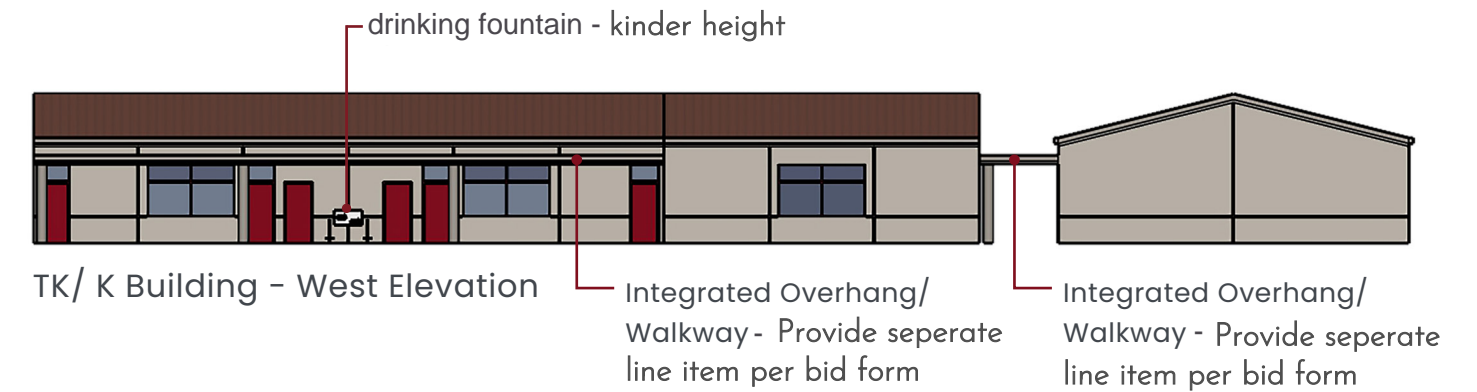 drinking fountain - kinder height
TK/ K Building - West Elevation
Integrated Overhang/
Walkway - Provide seperate
line item per bid form
Integrated Overhang/
Walkway - Provide seperate
line item per bid form